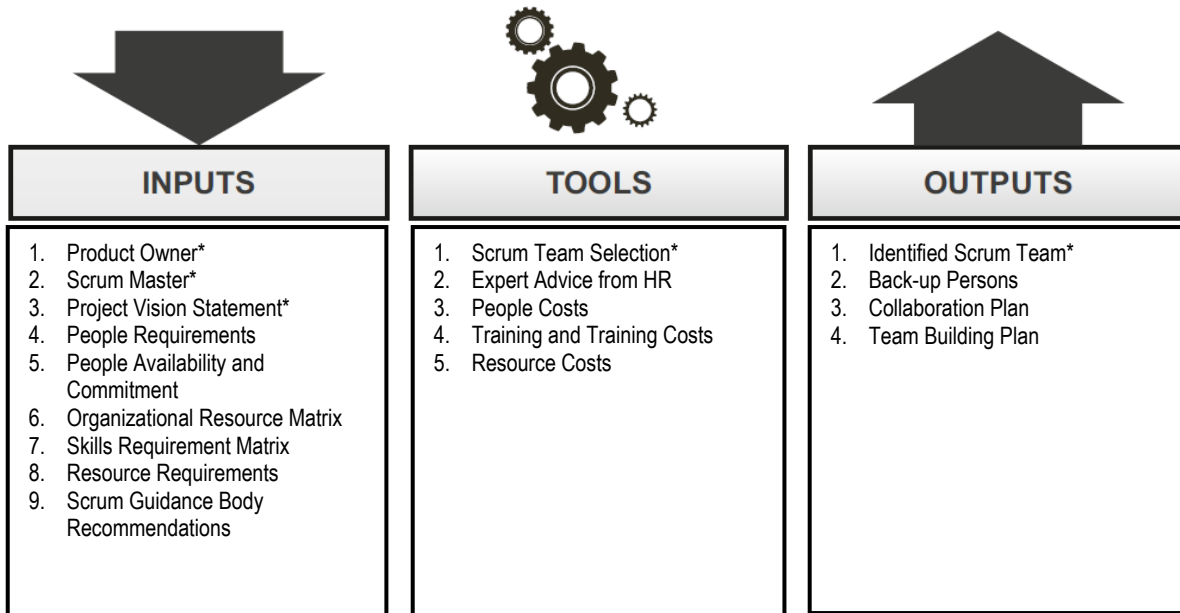 INPUTS
1. Product Owner*
2. Scrum Master*
3. Project Vision Statement*
4. People Requirements
5. People Availability and
Commitment
6. Organizational Resource Matrix
7. Skills Requirement Matrix
8. Resource Requirements
9. Scrum Guidance Body
Recommendations
TOOLS
1. Scrum Team Selection*
2. Expert Advice from HR
3. People Costs
4. Training and Training Costs
5. Resource Costs
OUTPUTS
1. Identified Scrum Team*
2. Back-up Persons
3. Collaboration Plan
4. Team Building Plan